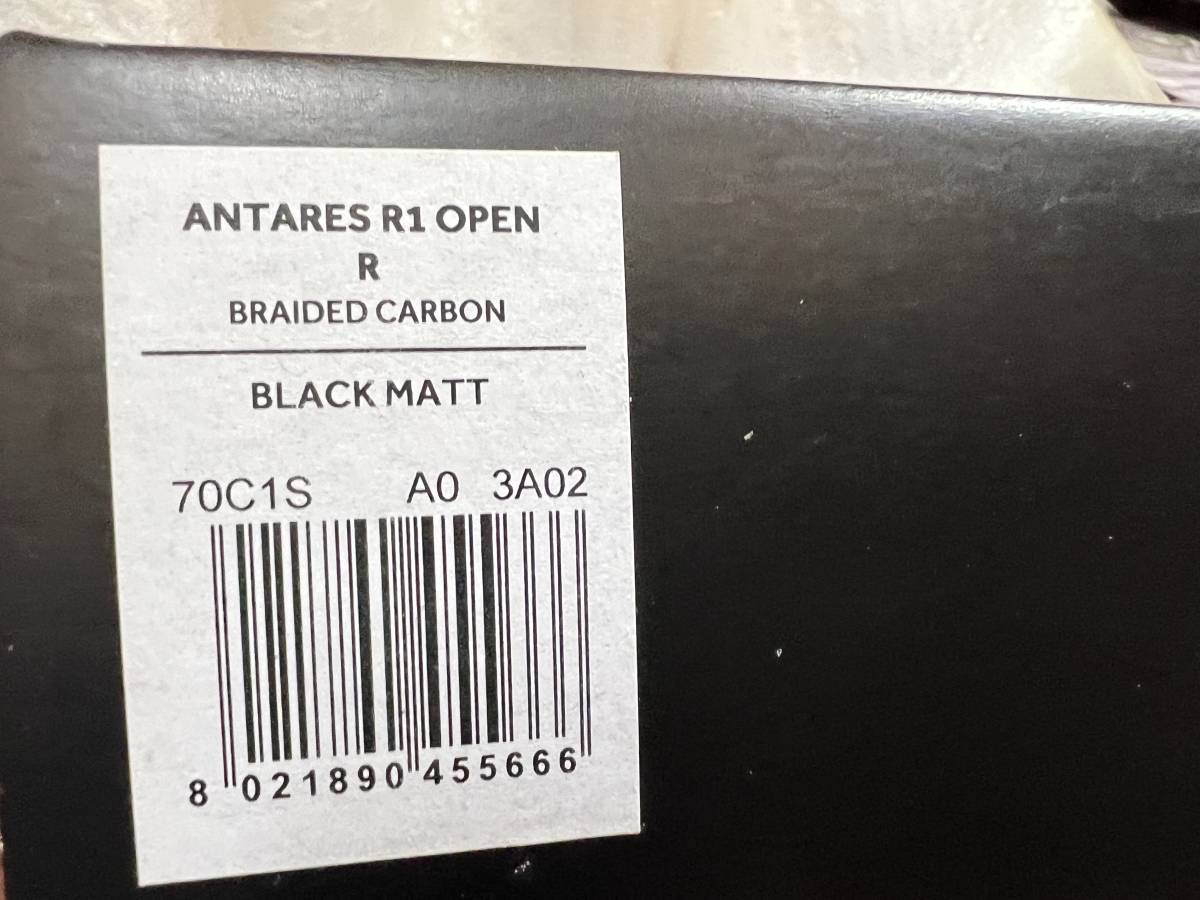 ANTARES R1 OPEN
R
BRAIDED CARBON
BLACK MATT
70C1S A0 3A02
8 021890 455666